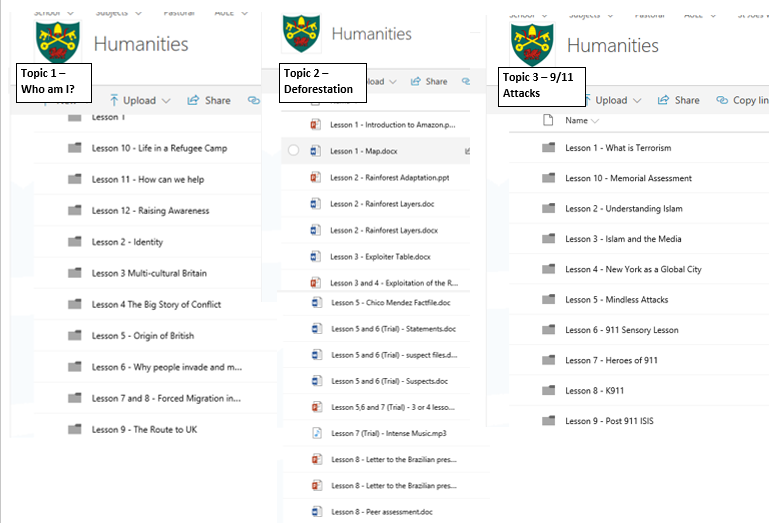 School
Subjects
Pastoral
AOLE
Humanities
Topic 1 –
Who am I?
Upload
Share
Lesson 1
Lesson 10 - Life in a Refugee Camp
Lesson 11 - How can we help
Lesson 12 - Raising Awareness
Lesson 2 - Identity
Lesson 3 Multi-cultural Britain
Lesson 4 The Big Story of Conflict
Lesson 5 - Origin of British
Lesson 6 - Why people invade and m...
Lesson 7 and 8 - Forced Migration in...
Lesson 9 - The Route to UK
Humanities
Topic 2 –
Deforestation
Upload
Share
Lesson 1 - Introduction to Amazon.p...
Lesson 1 - Map.docx
Lesson 2 - Rainforest Adaptation.ppt
Lesson 2 - Rainforest Layers.doc
Lesson 2 - Rainforest Layers.docx
Lesson 3 - Exploiter Table.docx
Lesson 3 and 4 - Exploitation of the R...
Lesson 5 - Chico Mendez Factfile.doc
Lesson 5 and 6 (Trial) - Statements.doc
Lesson 5 and 6 (Trial) - suspect files.d...
Lesson 5 and 6 (Trial) - Suspects.doc
Lesson 5,6 and 7 (Trial) - 3 or 4 lesso...
Lesson 7 (Trial) - Intense Music.mp3
Lesson 8 - Letter to the Brazilian pres...
Lesson 8 - Letter to the Brazilian pres...
Lesson 8 - Peer assessment.doc
School
Subjects
Pastoral
AOLE
Humanities
Topic 3 – 9/11
Attacks
Upload
Share
Copy lin
Name
Lesson 1 - What is Terrorism
Lesson 10 - Memorial Assessment
Lesson 2 - Understanding Islam
Lesson 3 - Islam and the Media
Lesson 4 - New York as a Global City
Lesson 5 - Mindless Attacks
Lesson 6 - 911 Sensory Lesson
Lesson 7 - Heroes of 911
Lesson 8 - K911
Lesson 9 - Post 911 ISIS